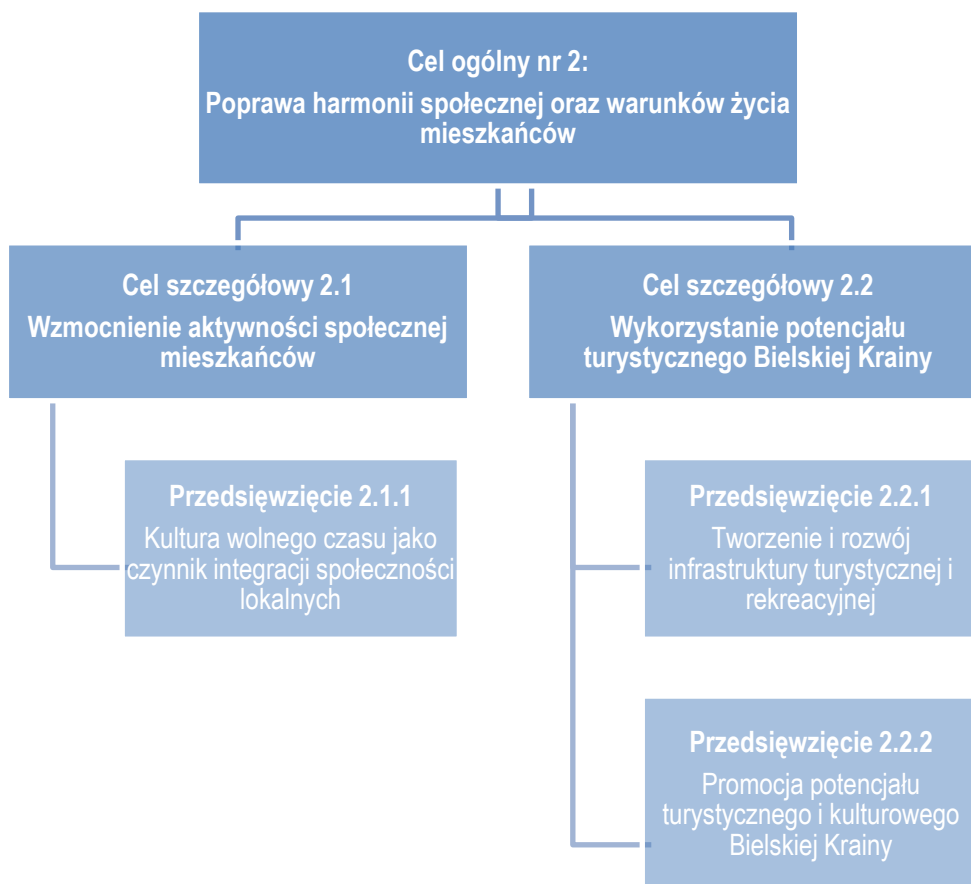 Cel ogólny nr 2:
Poprawa harmonii społecznej oraz warunków życia
mieszkańców
Cel szczegółowy 2.1
Wzmocnienie aktywności społecznej
mieszkańców
Cel szczegółowy 2.2
Wykorzystanie potencjału
turystycznego Bielskiej Krainy
Przedsięwzięcie 2.1.1
Kultura wolnego czasu jako
czynnik integracji społeczności
lokalnych
Przedsięwzięcie 2.2.1
Tworzenie i rozwój
infrastruktury turystycznej i
rekreacyjnej
Przedsięwzięcie 2.2.2
Promocja potencjału
turystycznego i kulturowego
Bielskiej Krainy